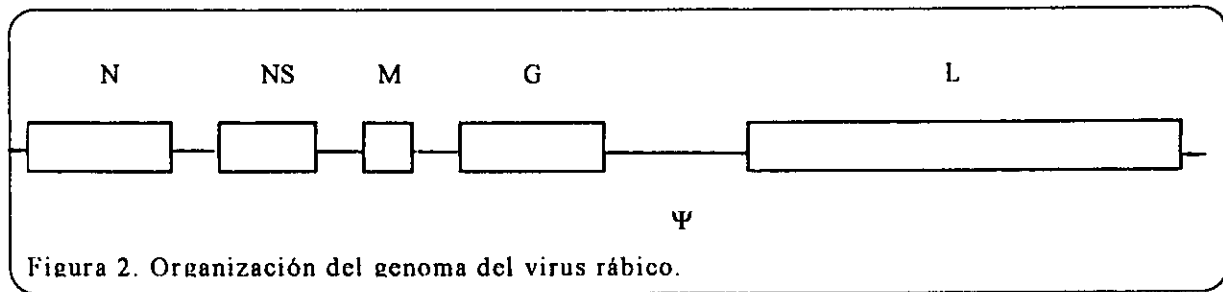 N NS M G L
Ψ
Figura 2. Organización del genoma del virus rábico.